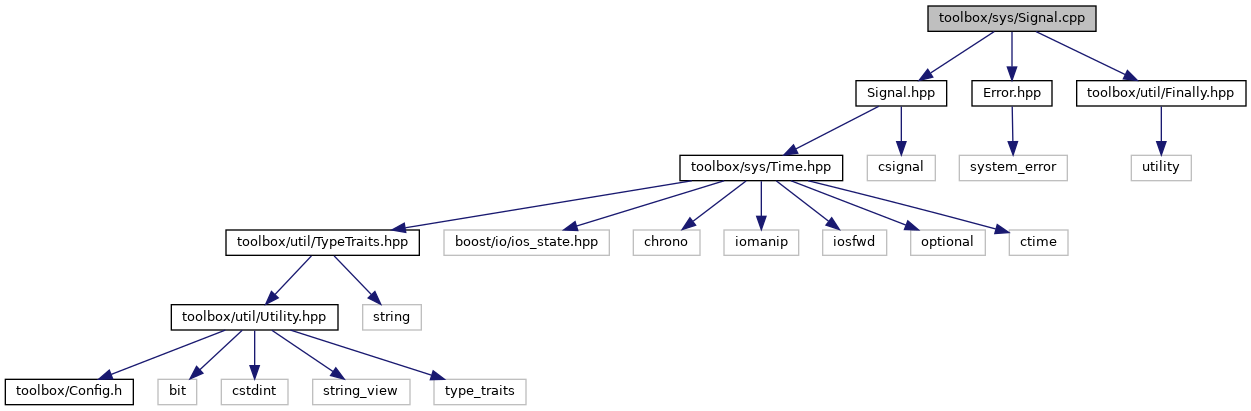 toolbox/sys/Signal.cpp
Signal.hpp
Error.hpp
toolbox/util/Finally.hpp
toolbox/sys/Time.hpp
csignal
system_error
utility
toolbox/util/TypeTraits.hpp
boost/io/ios_state.hpp
chrono
iomanip
iosfwd
optional
ctime
toolbox/util/Utility.hpp
string
toolbox/Config.h
bit
cstdint
string_view
type_traits